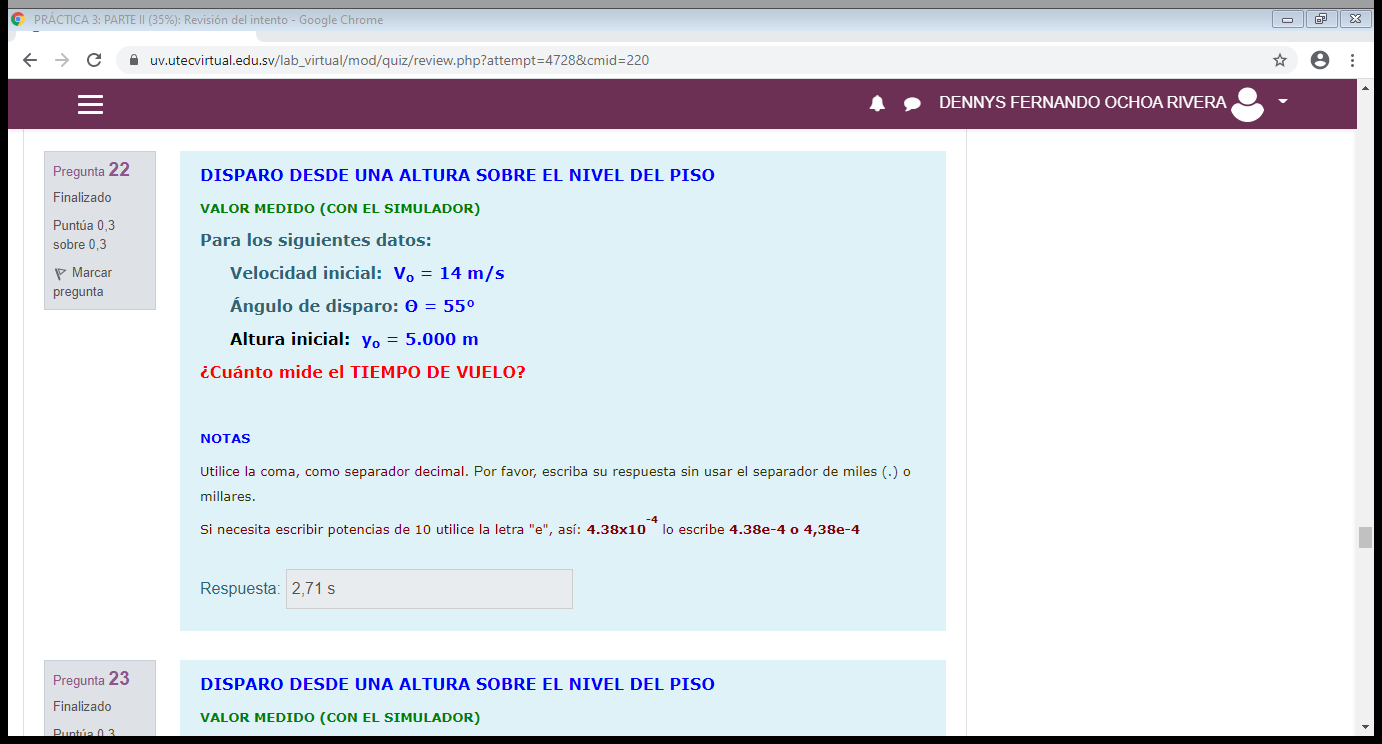 PRÁCTICA 3: PARTE II (35%): Revisión del intento - Google Chrome
uv.utecvirtual.edu.sv/lab_virtual/mod/quiz/review.php?attempt=4728&cmid=220
DENNYS FERNANDO OCHOA RIVERA
Pregunta 22
Finalizado
Puntúa 0,3
sobre 0,3
Marcar
pregunta
DISPARO DESDE UNA ALTURA SOBRE EL NIVEL DEL PISO
VALOR MEDIDO (CON EL SIMULADOR)
Para los siguientes datos:
Velocidad inicial: Vo = 14 m/s
Ángulo de disparo: Θ = 55º
Altura inicial: yo = 5.000 m
¿Cuánto mide el TIEMPO DE VUELO?
NOTAS
Utilice la coma, como separador decimal. Por favor, escriba su respuesta sin usar el separador de miles (.) o
millares.
Si necesita escribir potencias de 10 utilice la letra "e", así: 4.38x10-4 lo escribe 4.38e-4 o 4,38e-4
Respuesta: 2,71 s
Pregunta 23
Finalizado
Puntúa 0,3
DISPARO DESDE UNA ALTURA SOBRE EL NIVEL DEL PISO
VALOR MEDIDO (CON EL SIMULADOR)